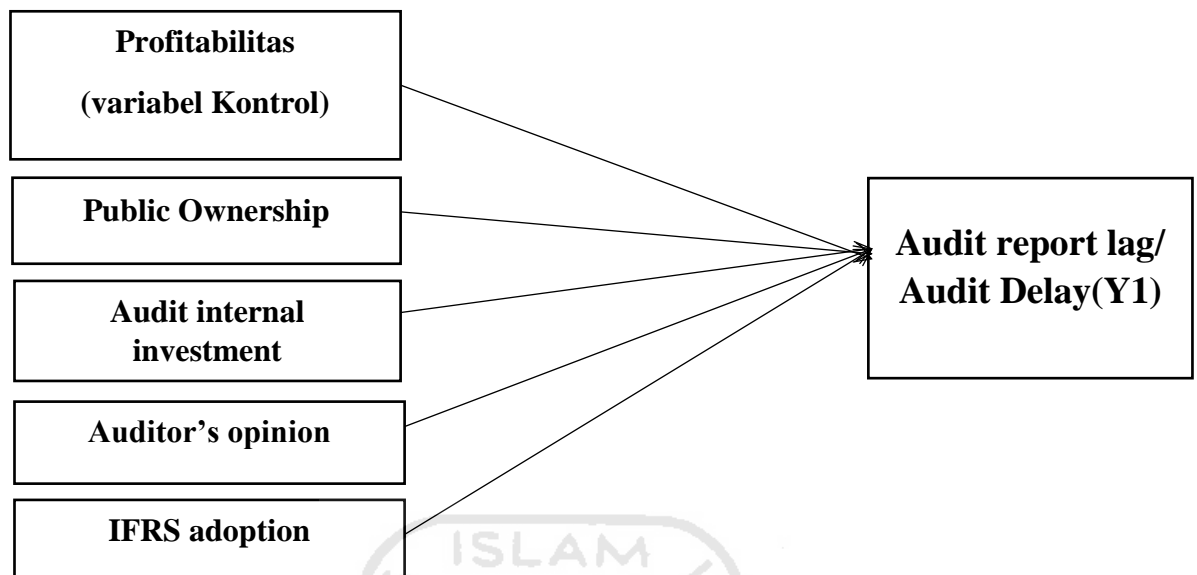 Profitabilitas
(variabel Kontrol)
Public Ownership
Audit internal
investment
Auditor’s opinion
IFRS adoption
Audit report lag/
Audit Delay(Y1)
ISLAM